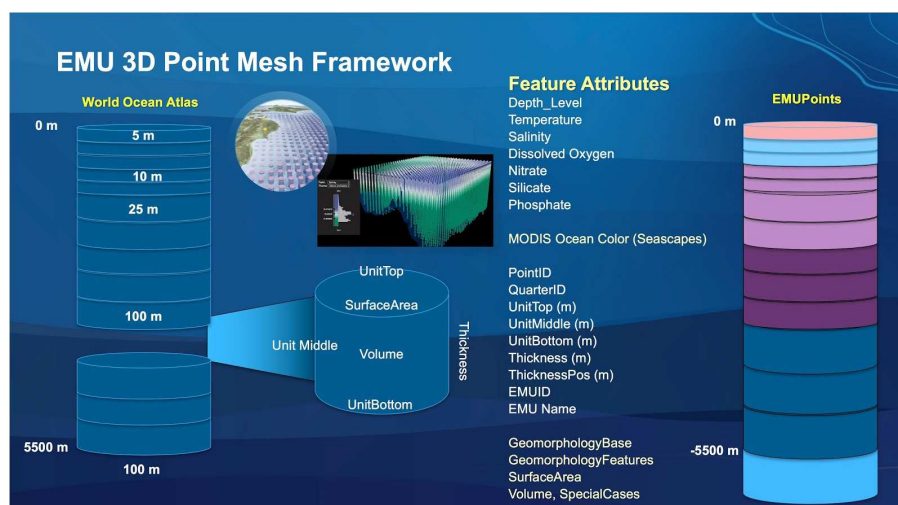 EMU 3D Point Mesh Framework
World Ocean Atlas
0 m
5 m
10 m
25 m
100 m
5500 m
100 m
UnitTop
SurfaceArea
Unit Middle
Volume
Thickness
UnitBottom
Feature Attributes
Depth_Level
Temperature
Salinity
Dissolved Oxygen
Nitrate
Silicate
Phosphate
MODIS Ocean Color (Seascapes)
PointID
QuarterID
UnitTop (m)
UnitMiddle (m)
UnitBottom (m)
Thickness (m)
ThicknessPos (m)
EMUID
EMU Name
GeomorphologyBase
GeomorphologyFeatures
SurfaceArea
Volume, SpecialCases
EMUPoints
0 m
-5500 m